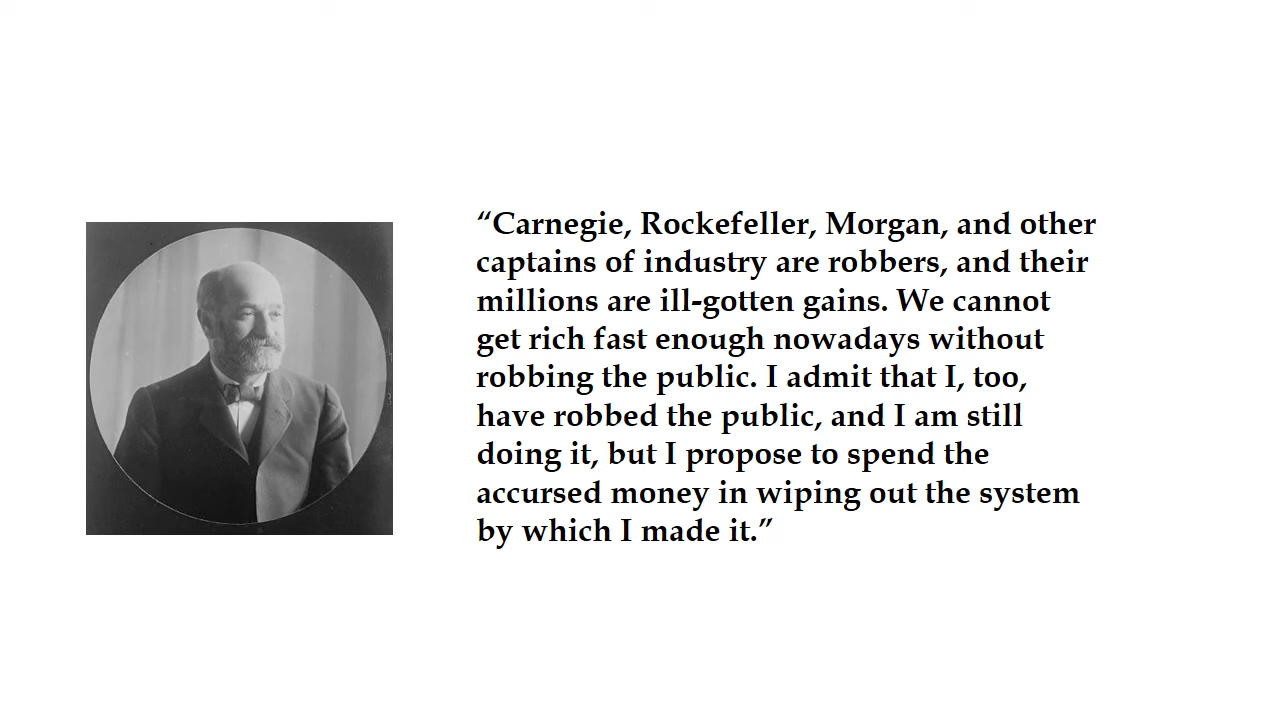 “Carnegie, Rockefeller, Morgan, and other
captains of industry are robbers, and their
millions are ill-gotten gains. We cannot
get rich fast enough nowadays without
robbing the public. I admit that I, too,
have robbed the public, and I am still
doing it, but I propose to spend the
accursed money in wiping out the system
by which I made it.”